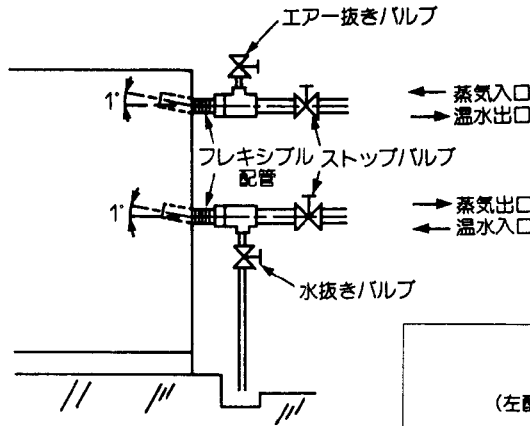 エアー抜きバルブ
1°
蒸気入口
温水出口
フレキシブル
配管
ストップバルブ
1°
蒸気出口
温水入口
水抜きバルブ